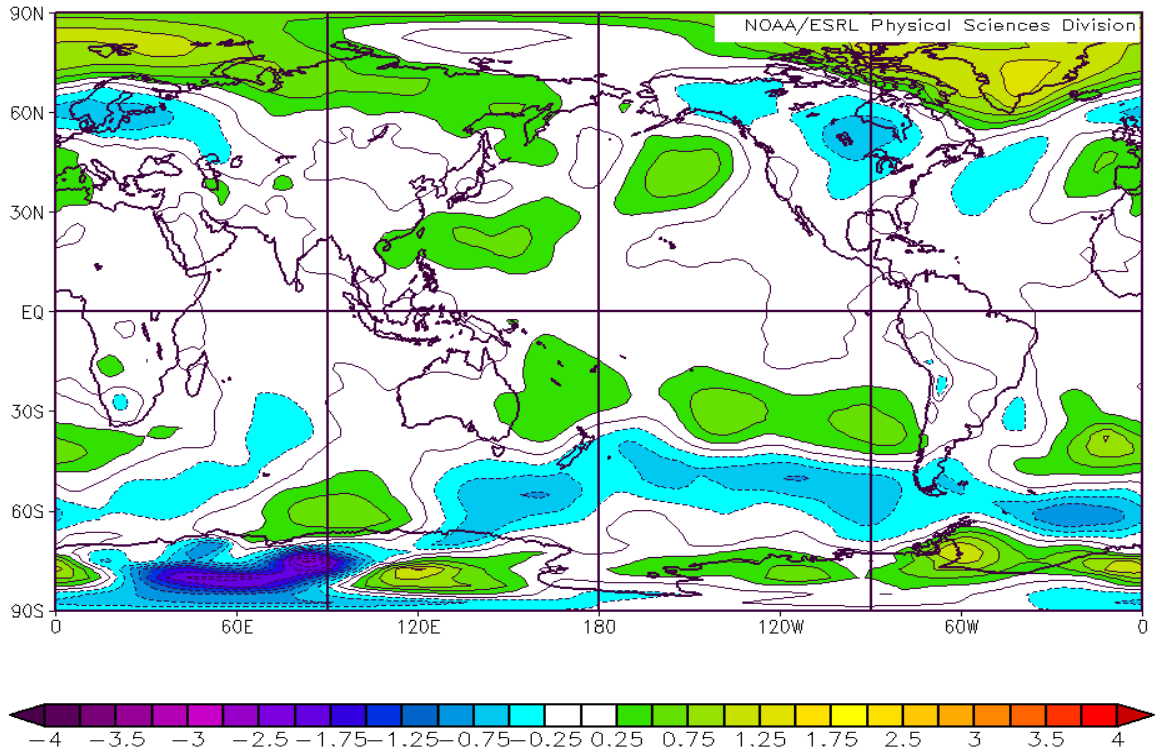 90N
NOAA/ESRL Physical Sciences Division
60N
30N
EQ
30S
60S
90S
0 60E 120E 180 120W 60W 0
-4 -3.5 -3 -2.5 -1.75 -1.25 -0.75 -0.25 0.25 0.75 1.25 1.75 2.5 3 3.5 4